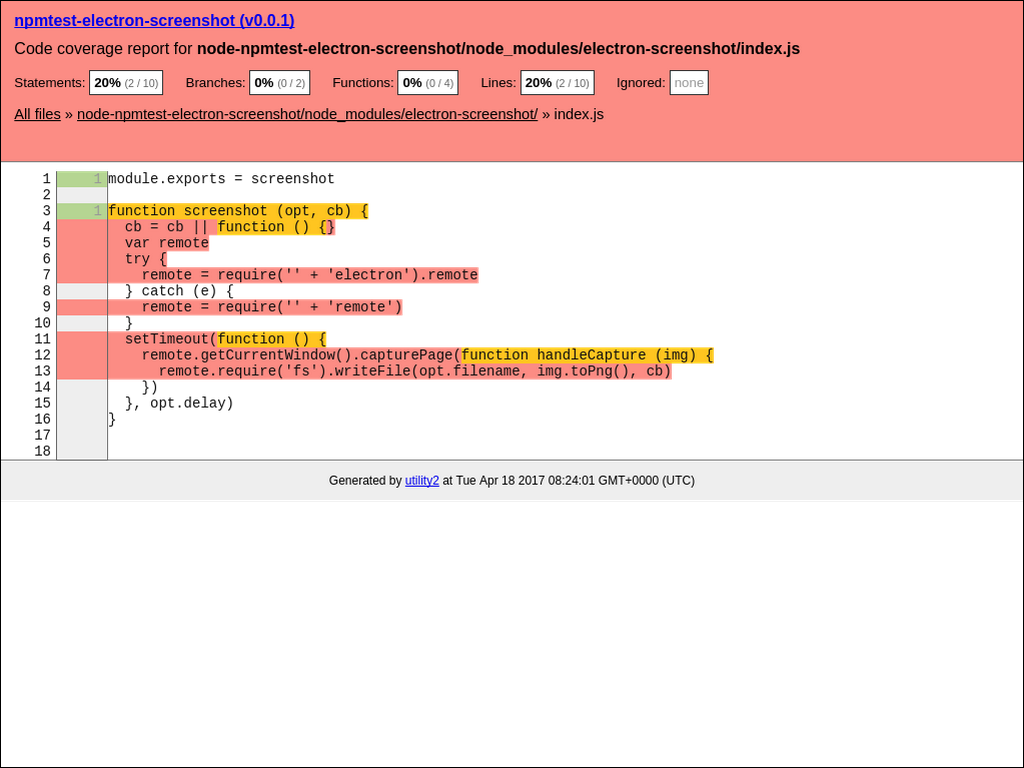 npmtest-electron-screenshot (v0.0.1)
Code coverage report for node-npmtest-electron-screenshot/node_modules/electron-screenshot/index.js
Statements: 20% (2 / 10) Branches: 0% (0 / 2) Functions: 0% (0 / 4) Lines: 20% (2 / 10) Ignored: none
All files » node-npmtest-electron-screenshot/node_modules/electron-screenshot/ » index.js
1 1 module.exports = screenshot
2
3 1 function screenshot (opt, cb) {
4   cb = cb || function () {}
5   var remote
6   try {
7     remote = require('' + 'electron').remote
8   } catch (e) {
9     remote = require('' + 'remote')
10   }
11   setTimeout(function () {
12     remote.getCurrentWindow().capturePage(function handleCapture (img) {
13       remote.require('fs').writeFile(opt.filename, img.toPng(), cb)
14     })
15   }, opt.delay)
16 }
17
18
Generated by utility2 at Tue Apr 18 2017 08:24:01 GMT+0000 (UTC)